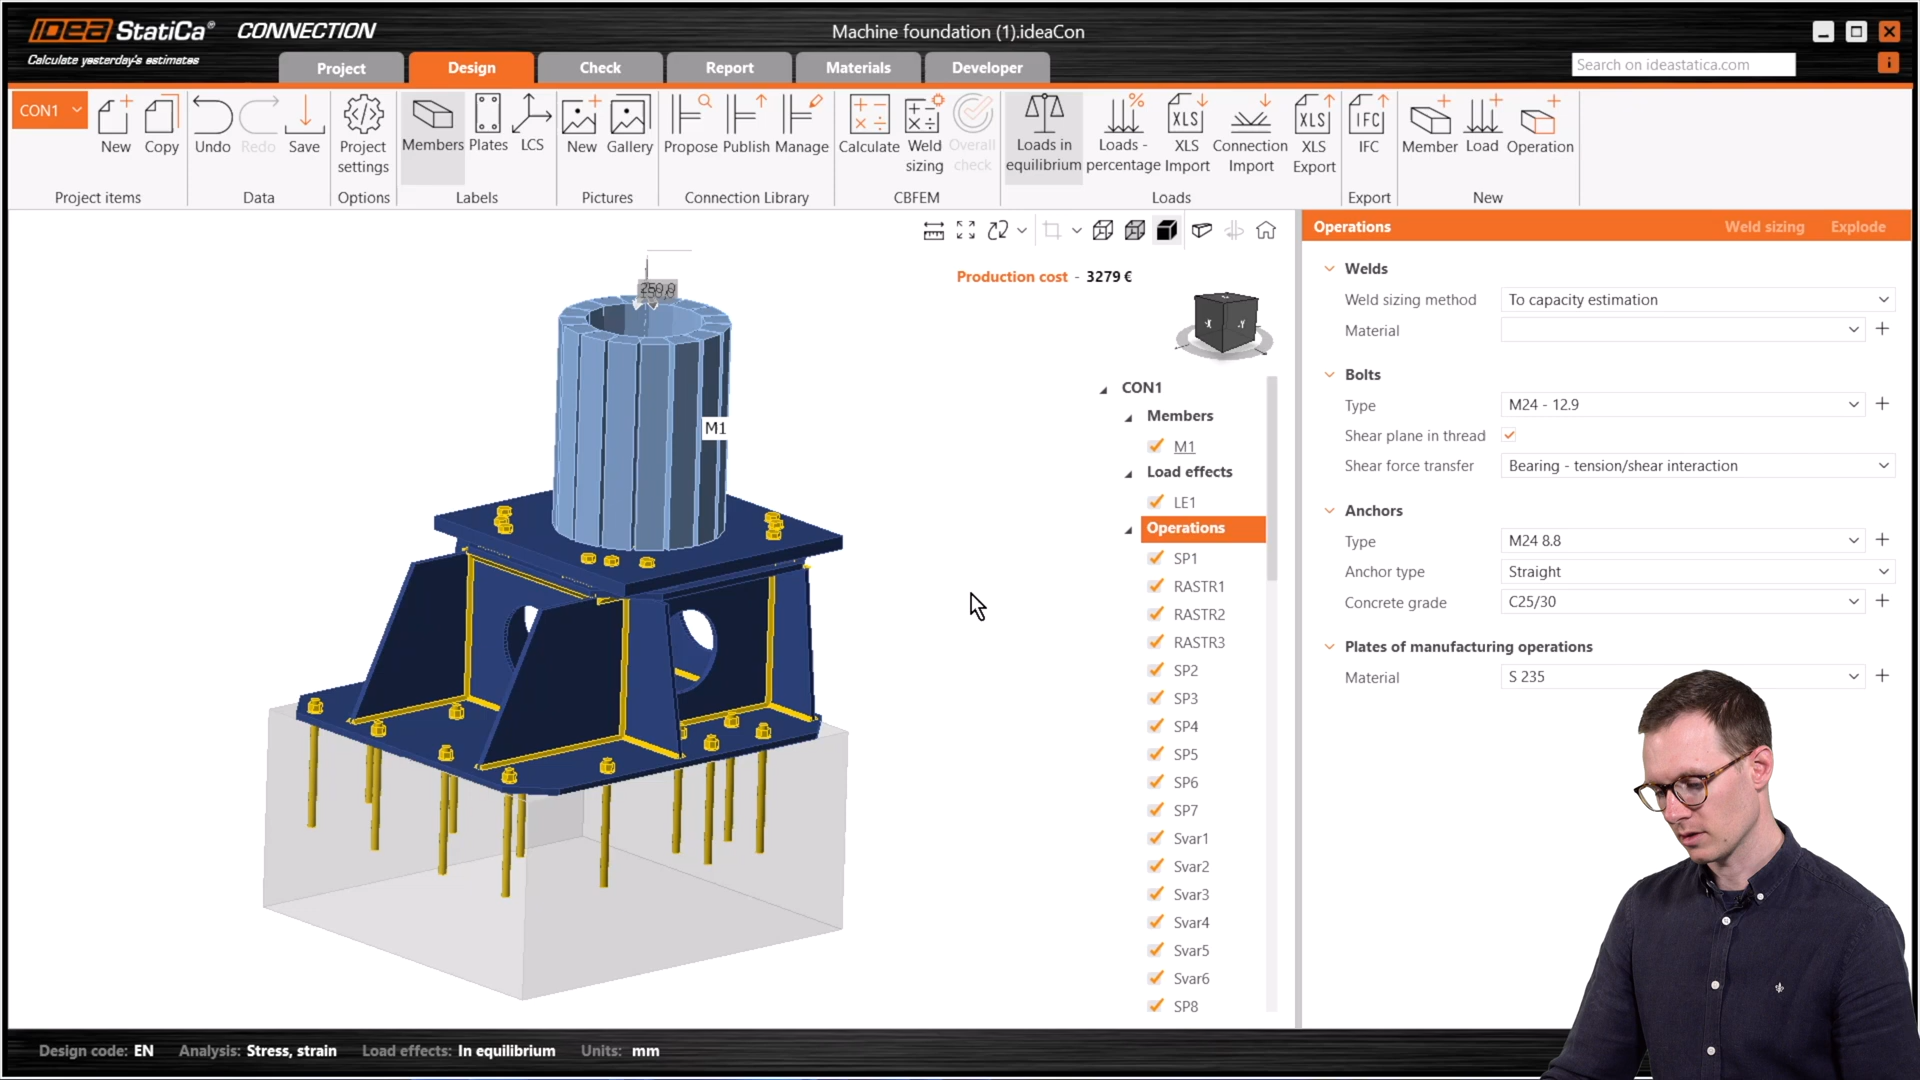 IDEA StatiCa® CONNECTION
Calculate yesterday's estimates
Machine foundation (1).ideaCon
Project
Design
Check
Report
Materials
Developer
Search on ideastatica.com
i
CON1
New
Copy
Undo
Redo
Save
Project settings
Members
Plates
LCS
New
Gallery
Propose
Publish
Manage
Calculate
Weld sizing
Overall check
Loads in equilibrium
Loads - percentage
XLS Import
Connection Import
XLS Export
IFC
Member
Load
Operation
XLS
XLS
IFC
Project items
Data
Options
Labels
Pictures
Connection Library
CBFEM
Loads
Export
New
Production cost - 3279 €
-X
-Y
M1
CON1
Members
M1
Load effects
LE1
Operations
SP1
RASTR1
RASTR2
RASTR3
SP2
SP3
SP4
SP5
SP6
SP7
Svar1
Svar2
Svar3
Svar4
Svar5
Svar6
SP8
Operations
Weld sizing
Explode
Welds
Weld sizing method To capacity estimation
Material
Bolts
Type M24 - 12.9
Shear plane in thread
Shear force transfer Bearing - tension/shear interaction
Anchors
Type M24 8.8
Anchor type Straight
Concrete grade C25/30
Plates of manufacturing operations
Material S 235
Design code: EN Analysis: Stress, strain Load effects: In equilibrium Units: mm